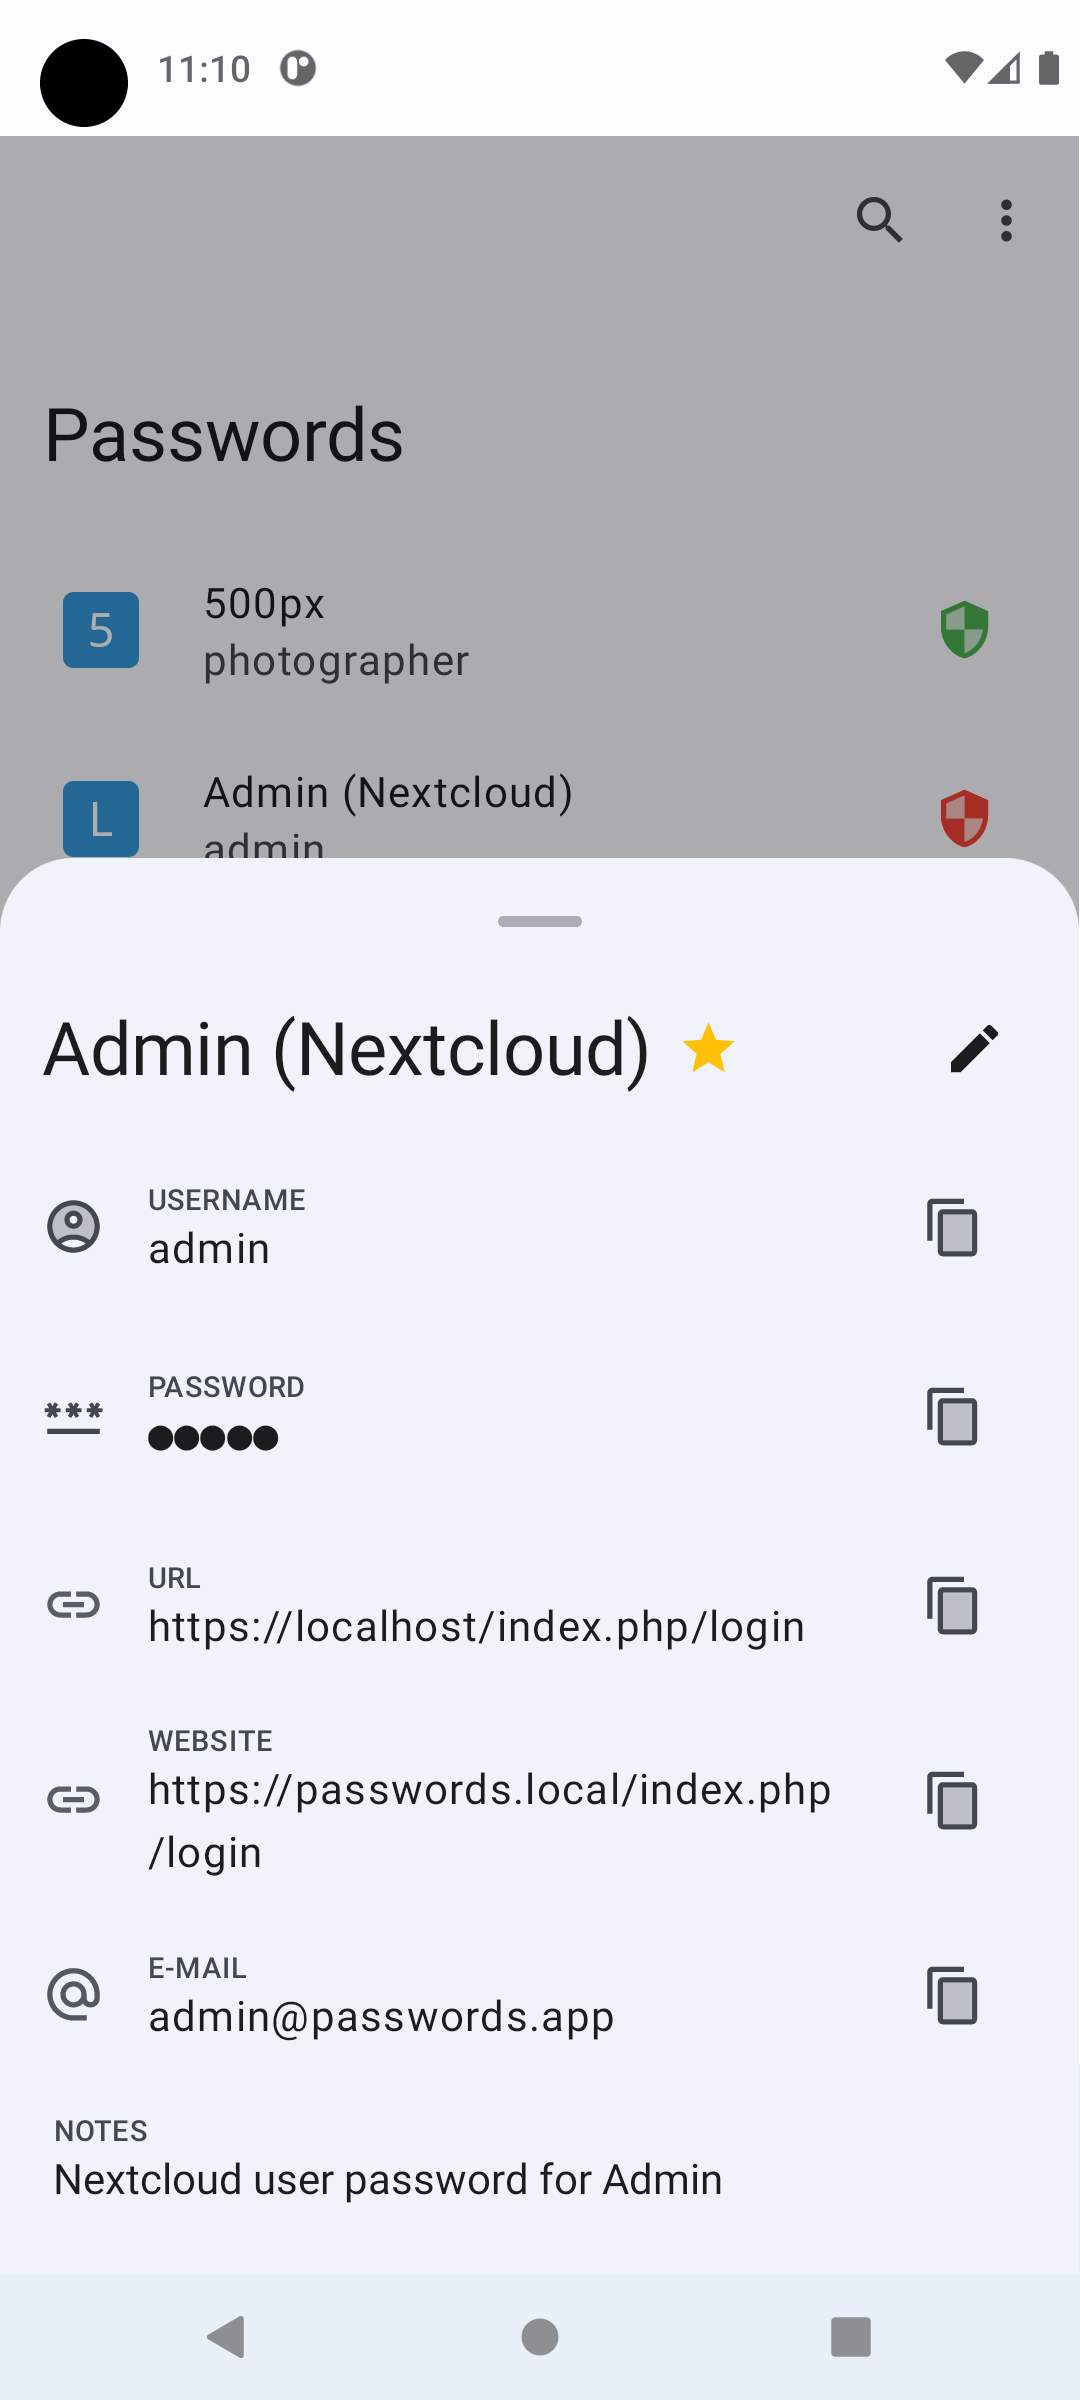 11:10
Passwords
5
500px
photographer
L
Admin (Nextcloud)
admin
Admin (Nextcloud)
USERNAME
admin
PASSWORD
●●●●●
URL
https://localhost/index.php/login
WEBSITE
https://passwords.local/index.php
/login
E-MAIL
admin@passwords.app
NOTES
Nextcloud user password for Admin